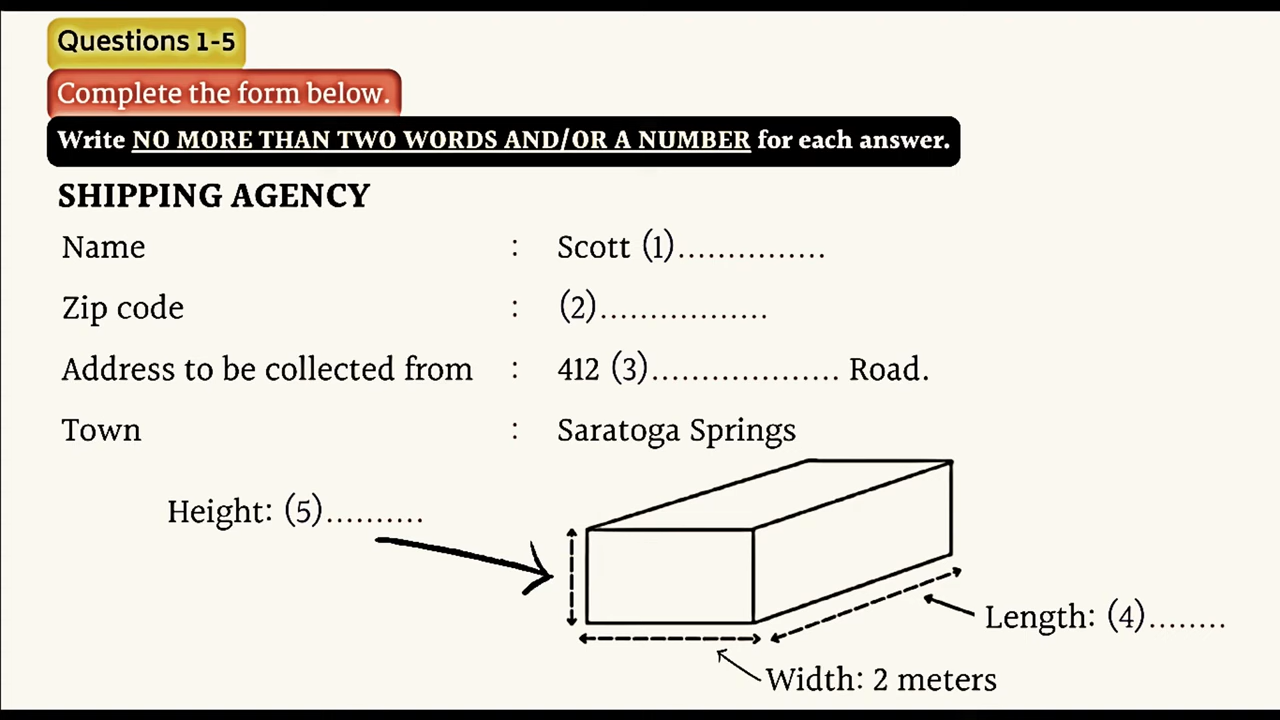 Questions 1-5
Complete the form below.
Write NO MORE THAN TWO WORDS AND/OR A NUMBER for each answer.
SHIPPING AGENCY
Name : Scott (1)...............
Zip code : (2).................
Address to be collected from : 412 (3)................... Road.
Town : Saratoga Springs
Height: (5)..........
Length: (4)........
Width: 2 meters